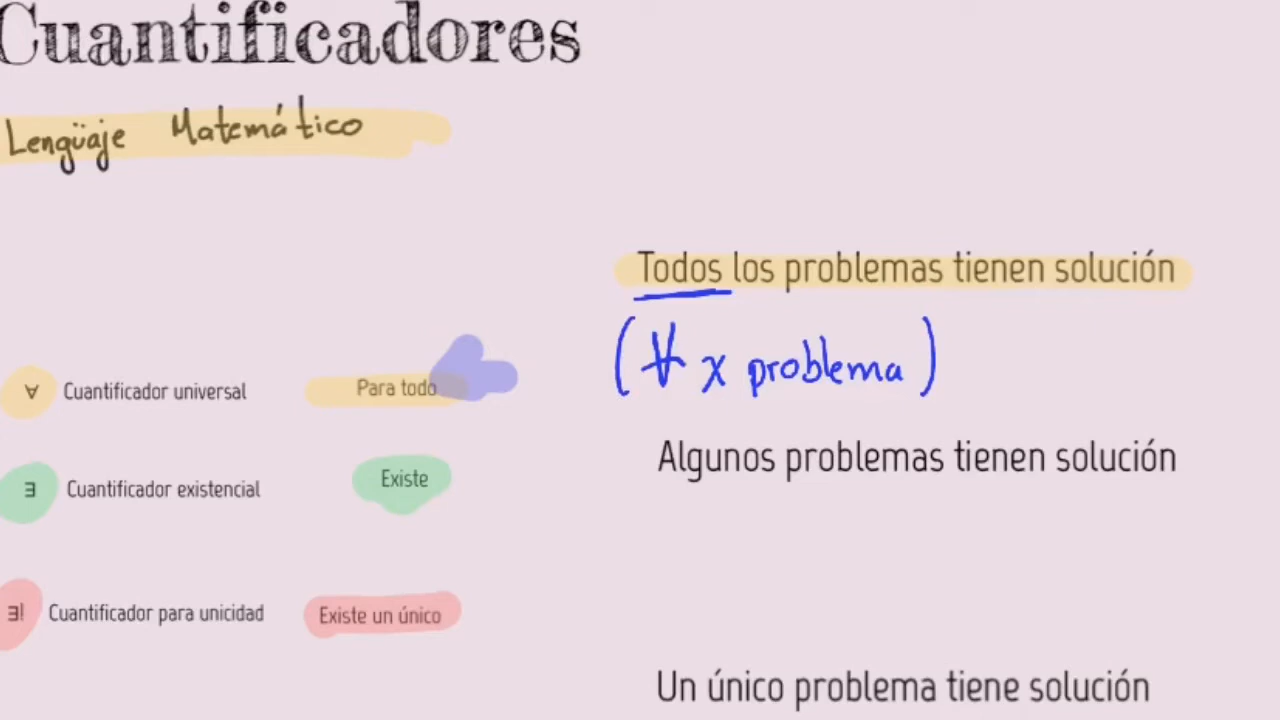 Cuantificadores
Lengüaje Matemático
Todos los problemas tienen solución
(∀ x problema)
∀ Cuantificador universal Para todo
Algunos problemas tienen solución
∃ Cuantificador existencial Existe
∃! Cuantificador para unicidad Existe un único
Un único problema tiene solución